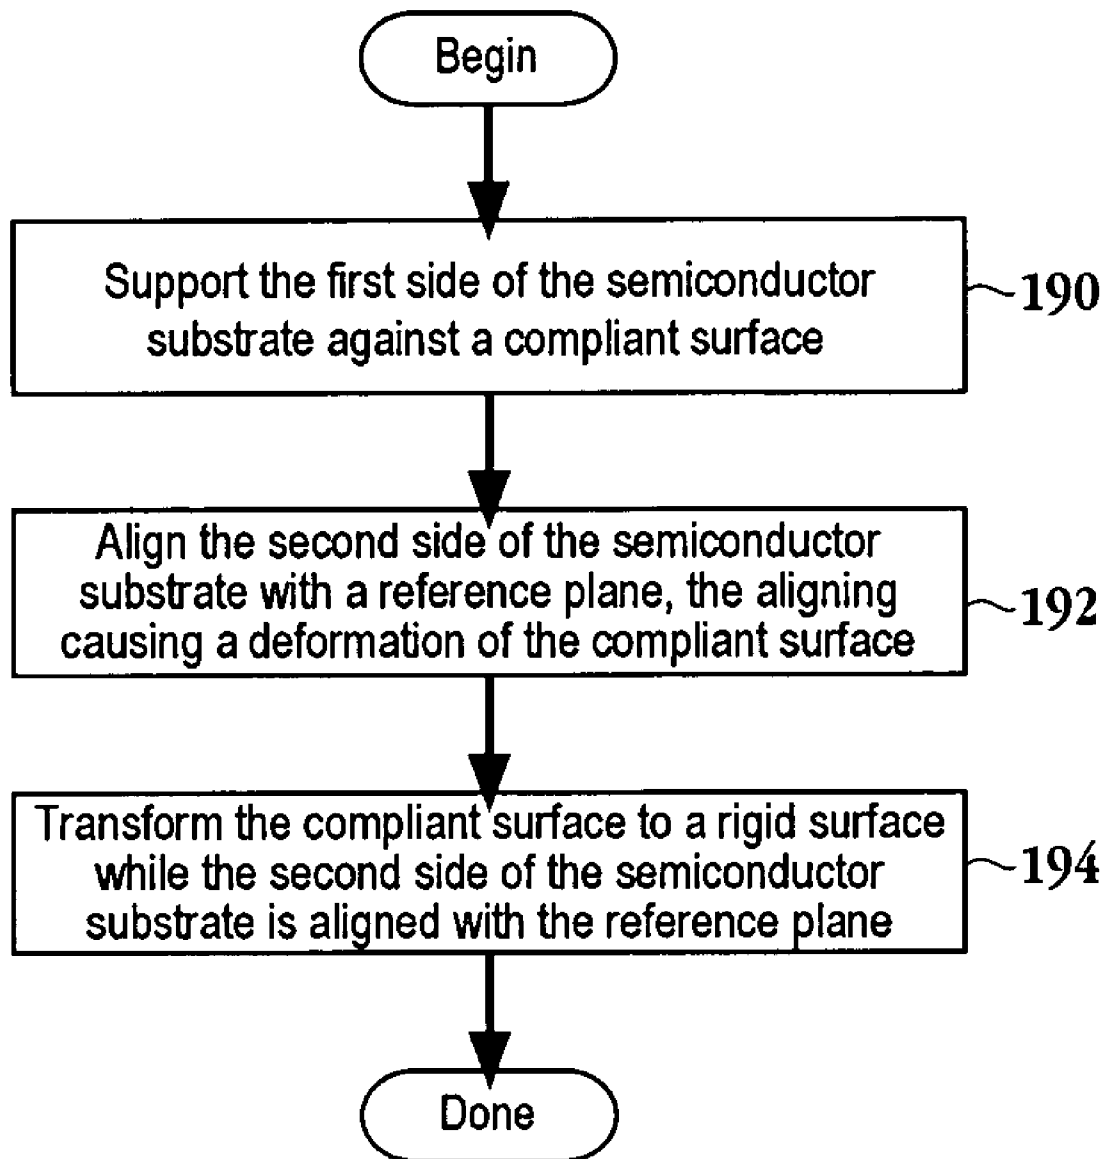 Begin
Support the first side of the semiconductor
substrate against a compliant surface
190
Align the second side of the semiconductor
substrate with a reference plane, the aligning
causing a deformation of the compliant surface
192
Transform the compliant surface to a rigid surface
while the second side of the semiconductor
substrate is aligned with the reference plane
194
Done